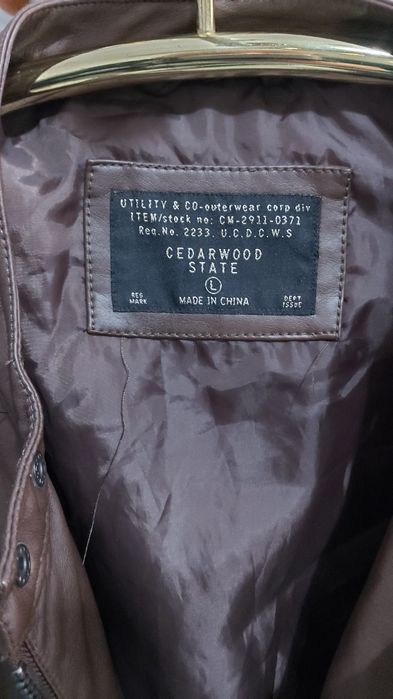 UTILITY & CO-outerwear corp div
ITEM/stock no: CM-2911-0371
Reg.No. 2233. U.C.D.C.W.S
CEDARWOOD
STATE
L
REG
MARK
MADE IN CHINA
DEPT
ISSUE